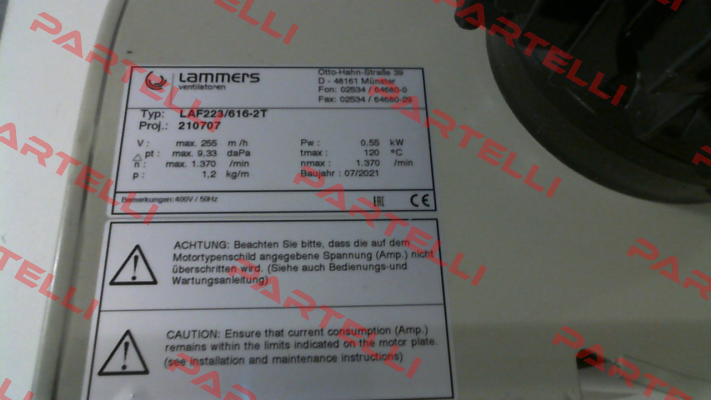 Lammers
ventilatoren
Otto-Hahn-Straße 39
D - 48161 Münster
Fon: 02534 / 64680-0
Fax: 02534 / 64680-29
Typ: LAF223/616-2T
Proj.: 210707
V : max. 255 m /h
△ pt : max. 9,33 daPa
n : max. 1.370 /min
p : 1,2 kg/m
Pw : 0,55 kW
tmax : 120 °C
nmax : 1.370 /min
Baujahr : 07/2021
Bemerkungen: 400V / 50Hz
EAC CE
ACHTUNG: Beachten Sie bitte, dass die auf dem
Motortypenschild angegebene Spannung (Amp.) nicht
überschritten wird. (Siehe auch Bedienungs-und
Wartungsanleitung)
CAUTION: Ensure that current consumption (Amp.)
remains within the limits indicated on the motor plate.
(see installation and maintenance instructions)
PARTELLI
PARTELLI
PARTELLI
PARTELLI
PARTELLI
PARTELLI